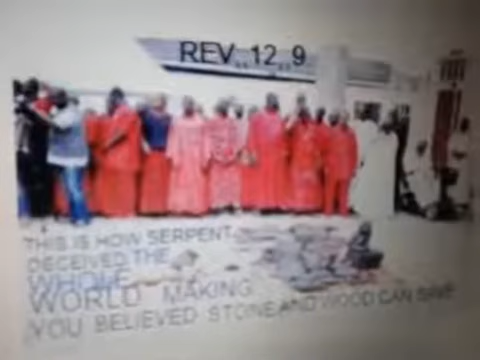 REV 12 9
THIS IS HOW SERPENT
DECEIVED THE
WHOLE
WORLD MAKING
YOU BELIEVED STONE AND WOOD CAN SAVE